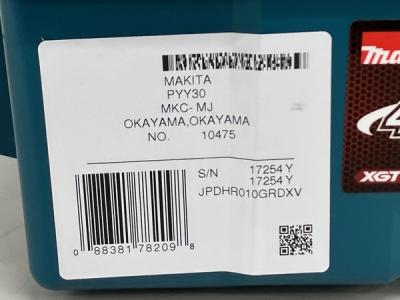 MAKITA
PYY30
MKC- MJ
OKAYAMA,OKAYAMA
NO. 10475
S/N 17254 Y
17254 Y
JPDHR010GRDXV
0 88381 78209 8
XGT